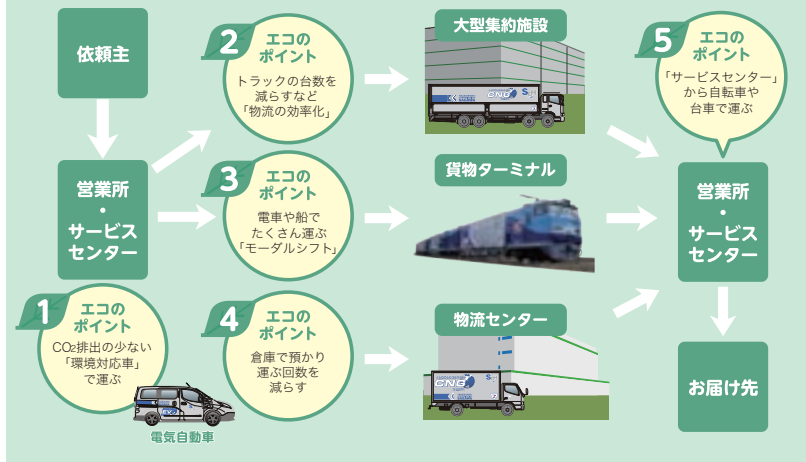 依頼主
営業所
・
サービス
センター
1
エコの
ポイント
CO2排出の少ない
「環境対応車」
で運ぶ
電気自動車
2
エコの
ポイント
トラックの台数を
減らすなど
「物流の効率化」
3
エコの
ポイント
電車や船で
たくさん運ぶ
「モーダルシフト」
4
エコの
ポイント
倉庫で預かり
運ぶ回数を
減らす
大型集約施設
CNG
貨物ターミナル
物流センター
CNG
5
エコの
ポイント
「サービスセンター」
から自転車や
台車で運ぶ
営業所
・
サービス
センター
お届け先